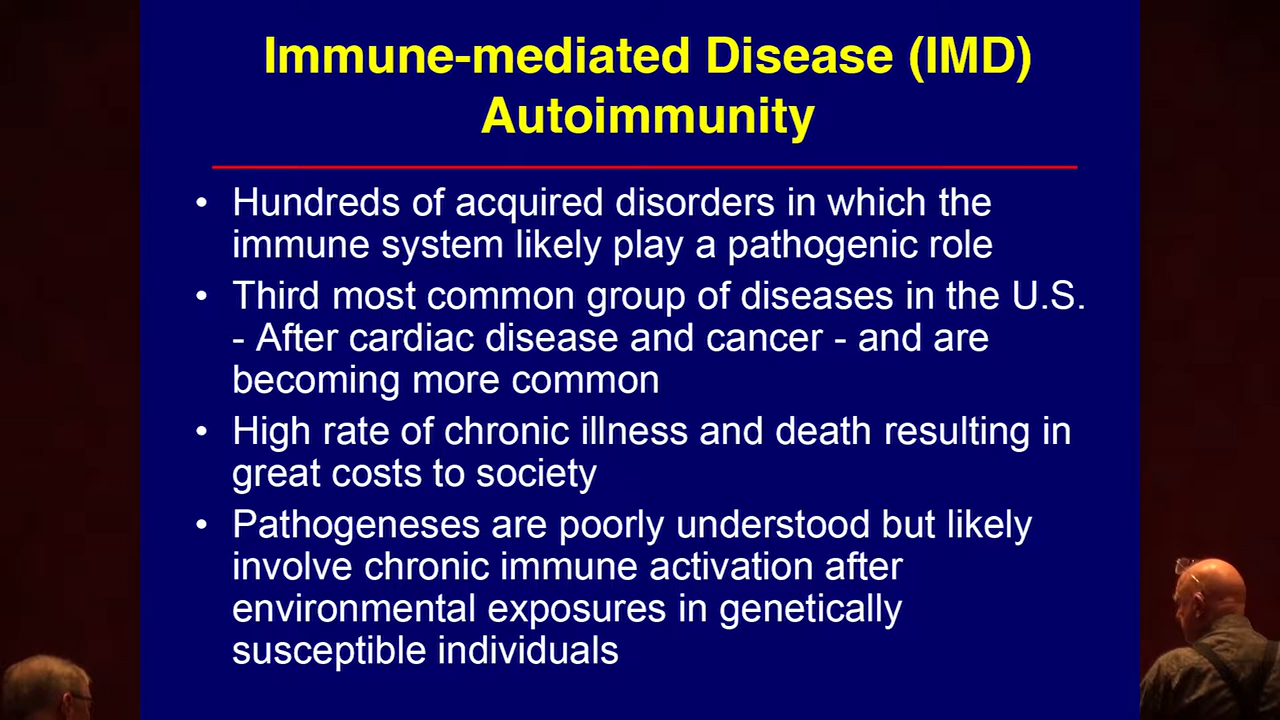 Immune-mediated Disease (IMD)
Autoimmunity
• Hundreds of acquired disorders in which the
immune system likely play a pathogenic role
• Third most common group of diseases in the U.S.
- After cardiac disease and cancer - and are
becoming more common
• High rate of chronic illness and death resulting in
great costs to society
• Pathogeneses are poorly understood but likely
involve chronic immune activation after
environmental exposures in genetically
susceptible individuals